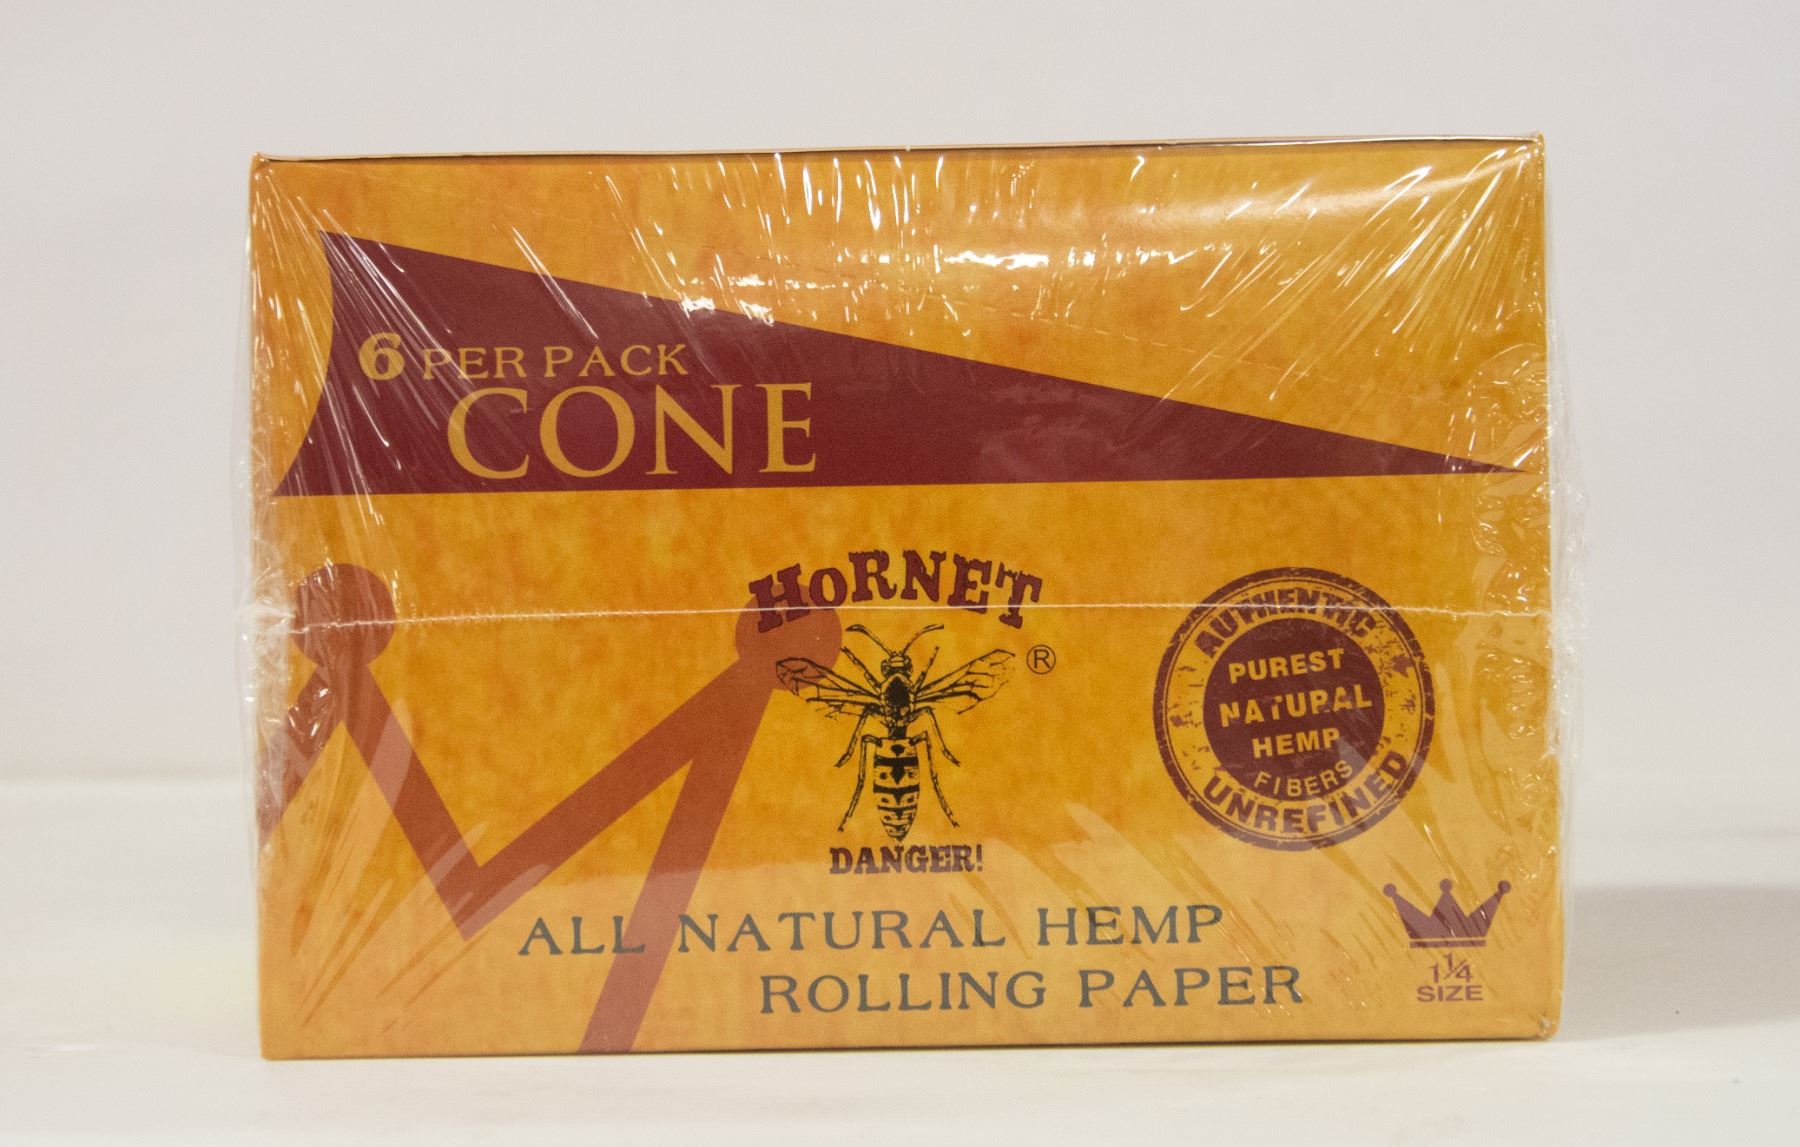 6 PER PACK
CONE
HORNET
®
DANGER!
AUTHENTIC
PUREST
NATURAL
HEMP
FIBERS
UNREFINED
ALL NATURAL HEMP
ROLLING PAPER
1¼
SIZE